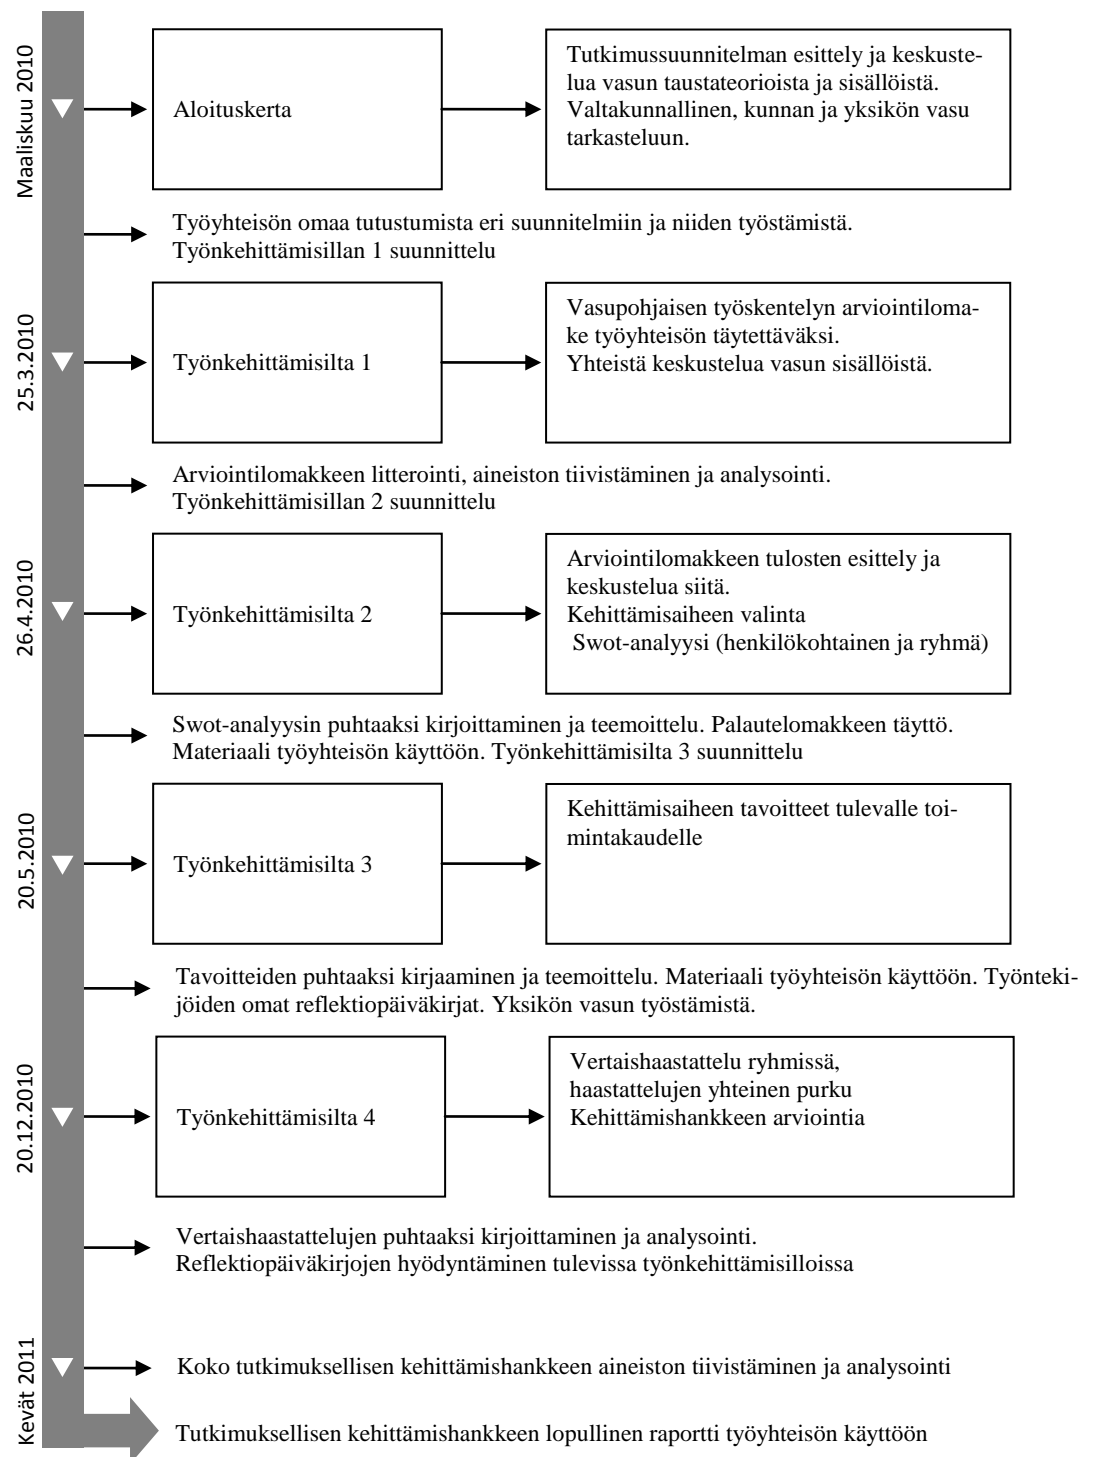 Maaliskuu 2010
Aloituskerta
Tutkimussuunnitelman esittely ja keskuste-
lua vasun taustateorioista ja sisällöistä.
Valtakunnallinen, kunnan ja yksikön vasu
tarkasteluun.
Työyhteisön omaa tutustumista eri suunnitelmiin ja niiden työstämistä.
Työnkehittämisillan 1 suunnittelu
25.3.2010
Työnkehittämisilta 1
Vasupohjaisen työskentelyn arviointiloma-
ke työyhteisön täytettäväksi.
Yhteistä keskustelua vasun sisällöistä.
Arviointilomakkeen litterointi, aineiston tiivistäminen ja analysointi.
Työnkehittämisillan 2 suunnittelu
26.4.2010
Työnkehittämisilta 2
Arviointilomakkeen tulosten esittely ja
keskustelua siitä.
Kehittämisaiheen valinta
Swot-analyysi (henkilökohtainen ja ryhmä)
Swot-analyysin puhtaaksi kirjoittaminen ja teemoittelu. Palautelomakkeen täyttö.
Materiaali työyhteisön käyttöön. Työnkehittämisilta 3 suunnittelu
20.5.2010
Työnkehittämisilta 3
Kehittämisaiheen tavoitteet tulevalle toi-
mintakaudelle
Tavoitteiden puhtaaksi kirjaaminen ja teemoittelu. Materiaali työyhteisön käyttöön. Työnteki-
jöiden omat reflektiopäiväkirjat. Yksikön vasun työstämistä.
20.12.2010
Työnkehittämisilta 4
Vertaishaastattelu ryhmissä,
haastattelujen yhteinen purku
Kehittämishankkeen arviointia
Vertaishaastattelujen puhtaaksi kirjoittaminen ja analysointi.
Reflektiopäiväkirjojen hyödyntäminen tulevissa työnkehittämisilloissa
Kevät 2011
Koko tutkimuksellisen kehittämishankkeen aineiston tiivistäminen ja analysointi
Tutkimuksellisen kehittämishankkeen lopullinen raportti työyhteisön käyttöön